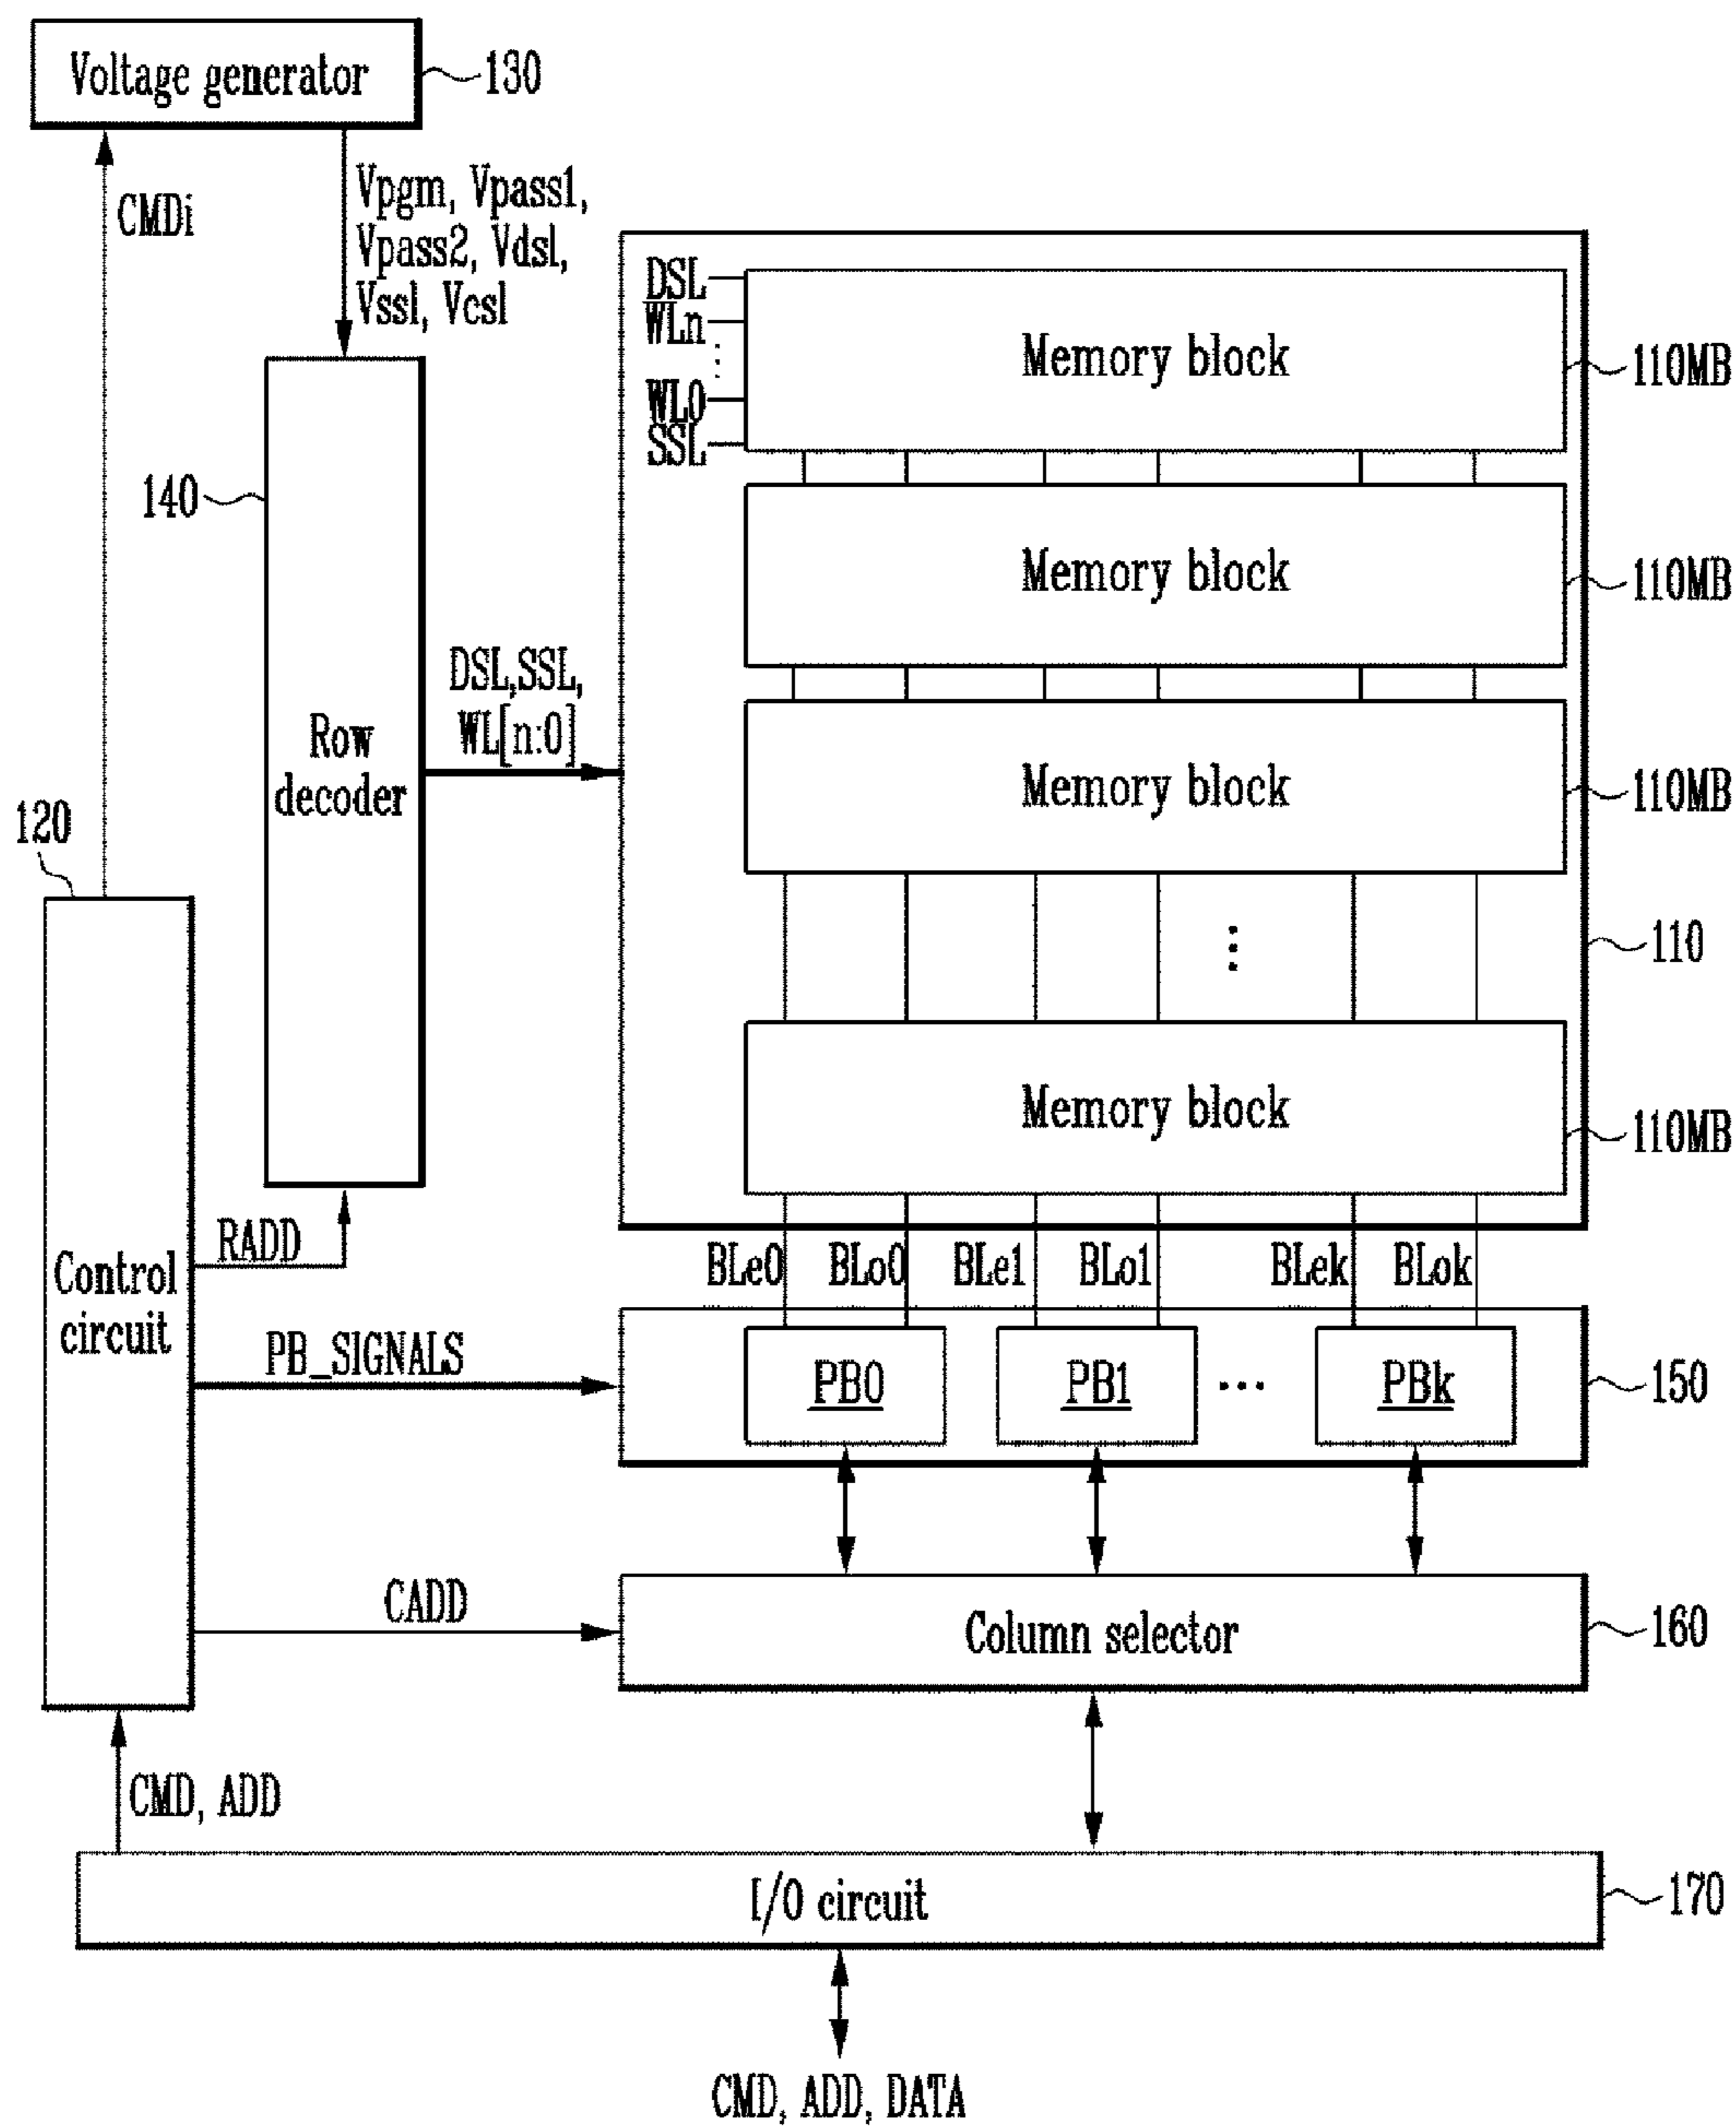 Voltage generator
130
CMDi
Vpgm, Vpass1,
Vpass2, Vdsl,
Vssl, Vcsl
DSL
WLn
⋮
WL0
SSL
Memory block
110MB
140
Memory block
110MB
DSL,SSL,
WL[n:0]
Row
decoder
Memory block
110MB
120
⋮
110
Memory block
110MB
RADD
Control
circuit
BLe0
BLo0
BLe1
BLo1
BLek
BLok
PB_SIGNALS
PB0
PB1
...
PBk
150
CADD
Column selector
160
CMD, ADD
I/O circuit
170
CMD, ADD, DATA